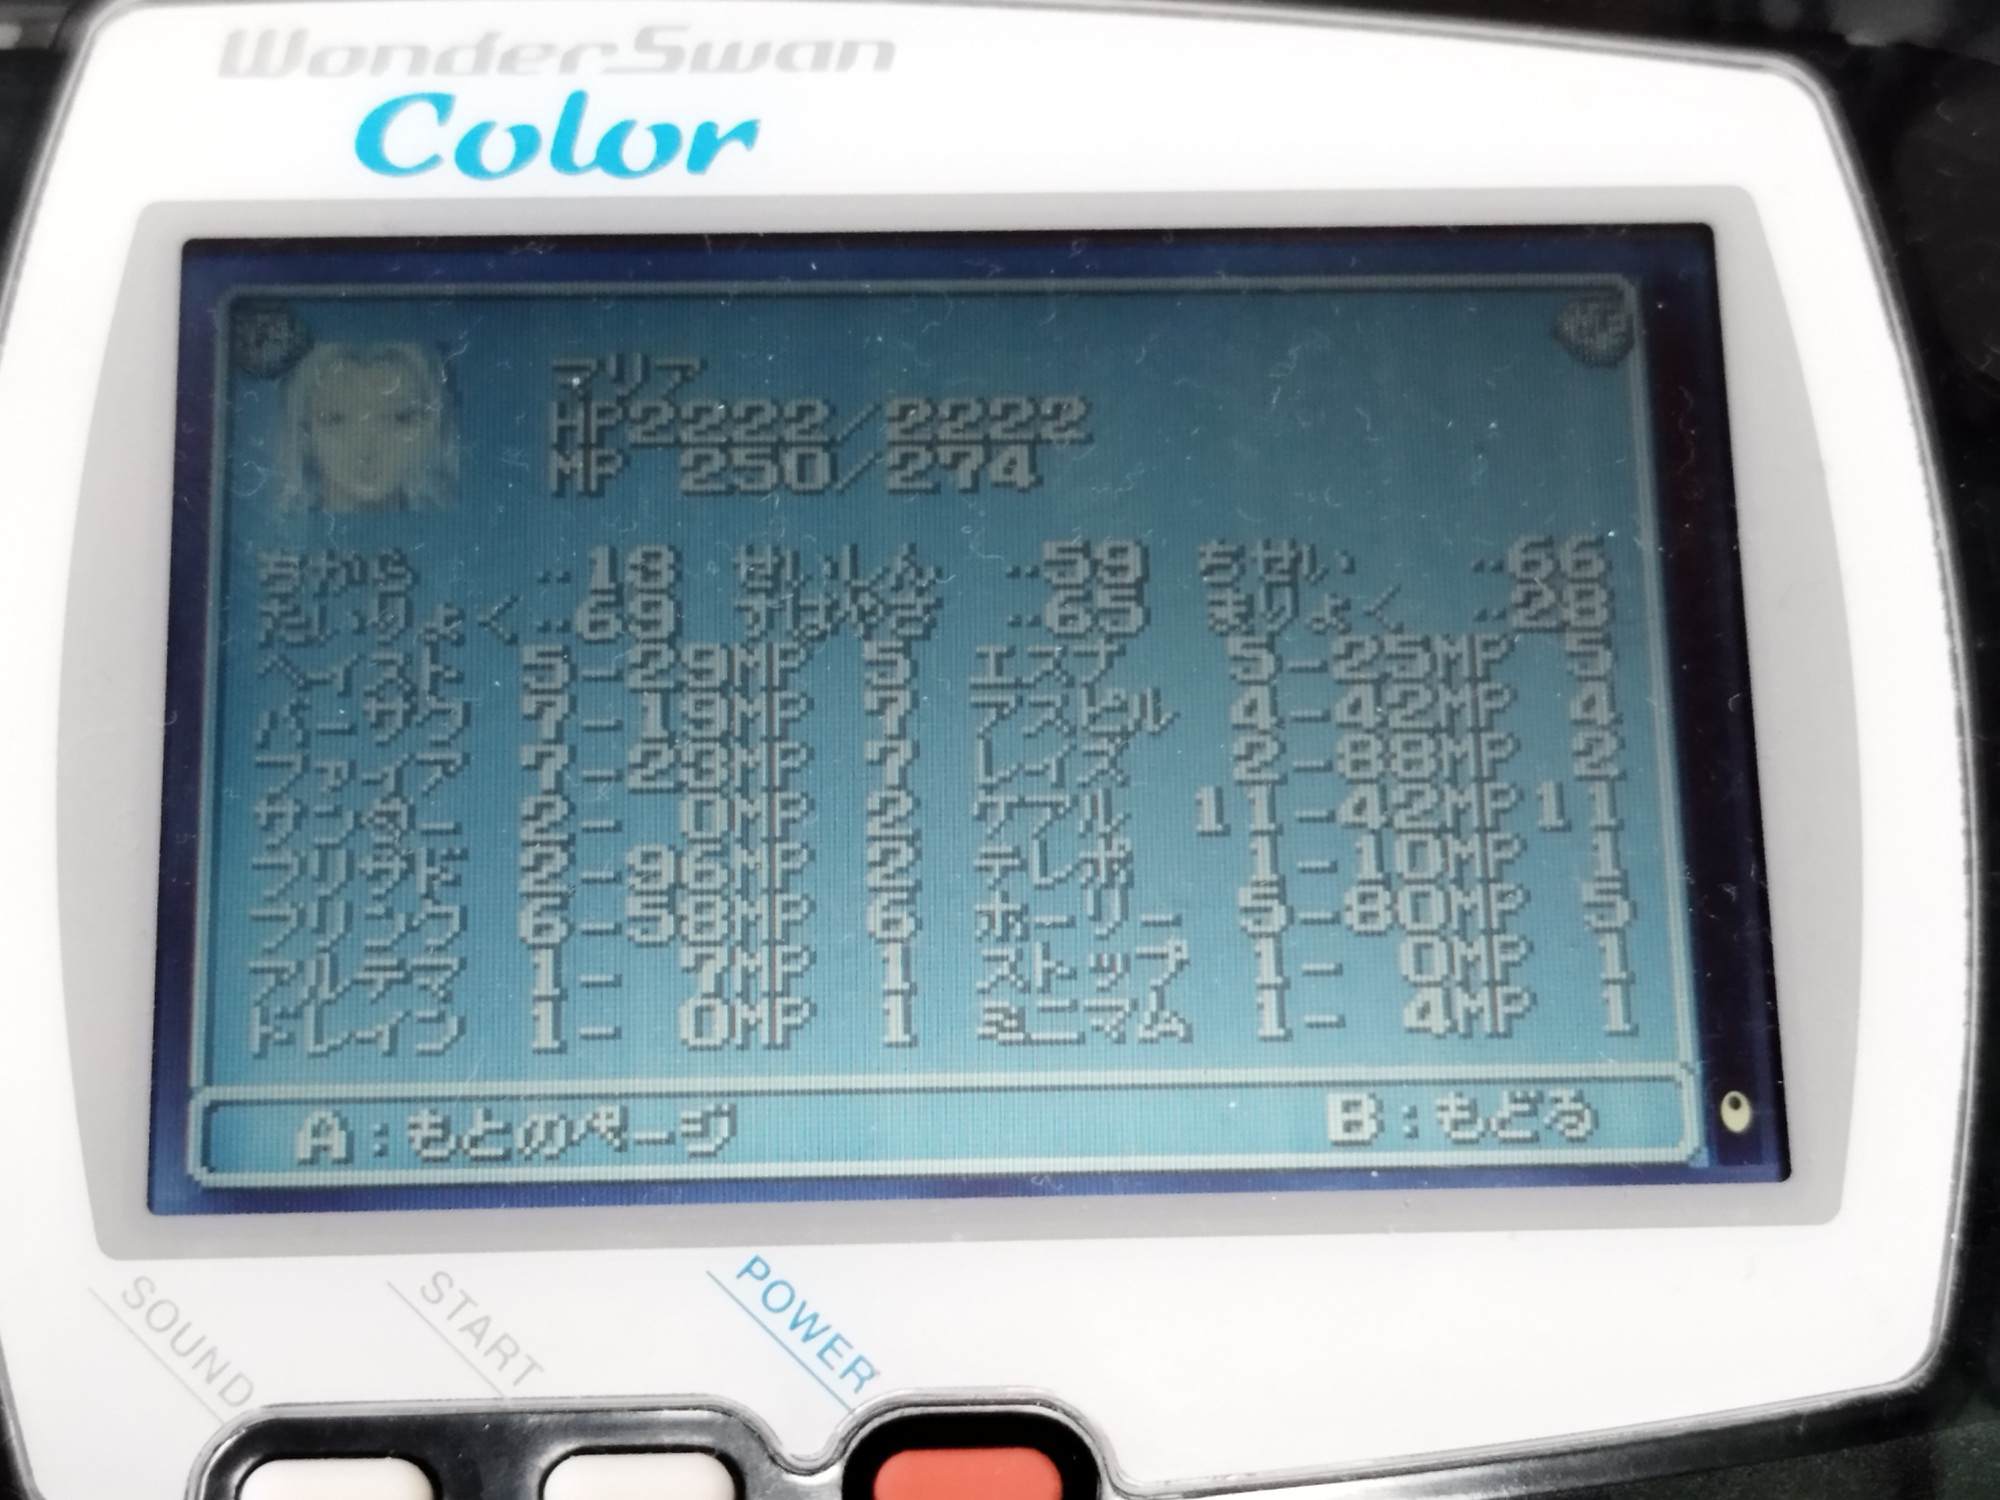 WonderSwan
Color
マリア
HP2222/2222
MP 250/274
ちから ‥18 せいしん ‥59 ちせい ‥66
たいりょく‥69 すばやさ ‥65 まりょく ‥28
ヘイスト 5-29MP 5 エスナ 5-25MP 5
バーサク 7-19MP 7 アスピル 4-42MP 4
ファイア 7-23MP 7 レイズ 2-88MP 2
サンダー 2- 0MP 2 ケアル 11-42MP11
ブリザド 2-96MP 2 テレポ 1-10MP 1
ブリンク 6-58MP 6 ホーリー 5-80MP 5
アルテマ 1- 7MP 1 ストップ 1- 0MP 1
ドレイン 1- 0MP 1 ミニマム 1- 4MP 1
A:もとのページ B:もどる
SOUND START POWER